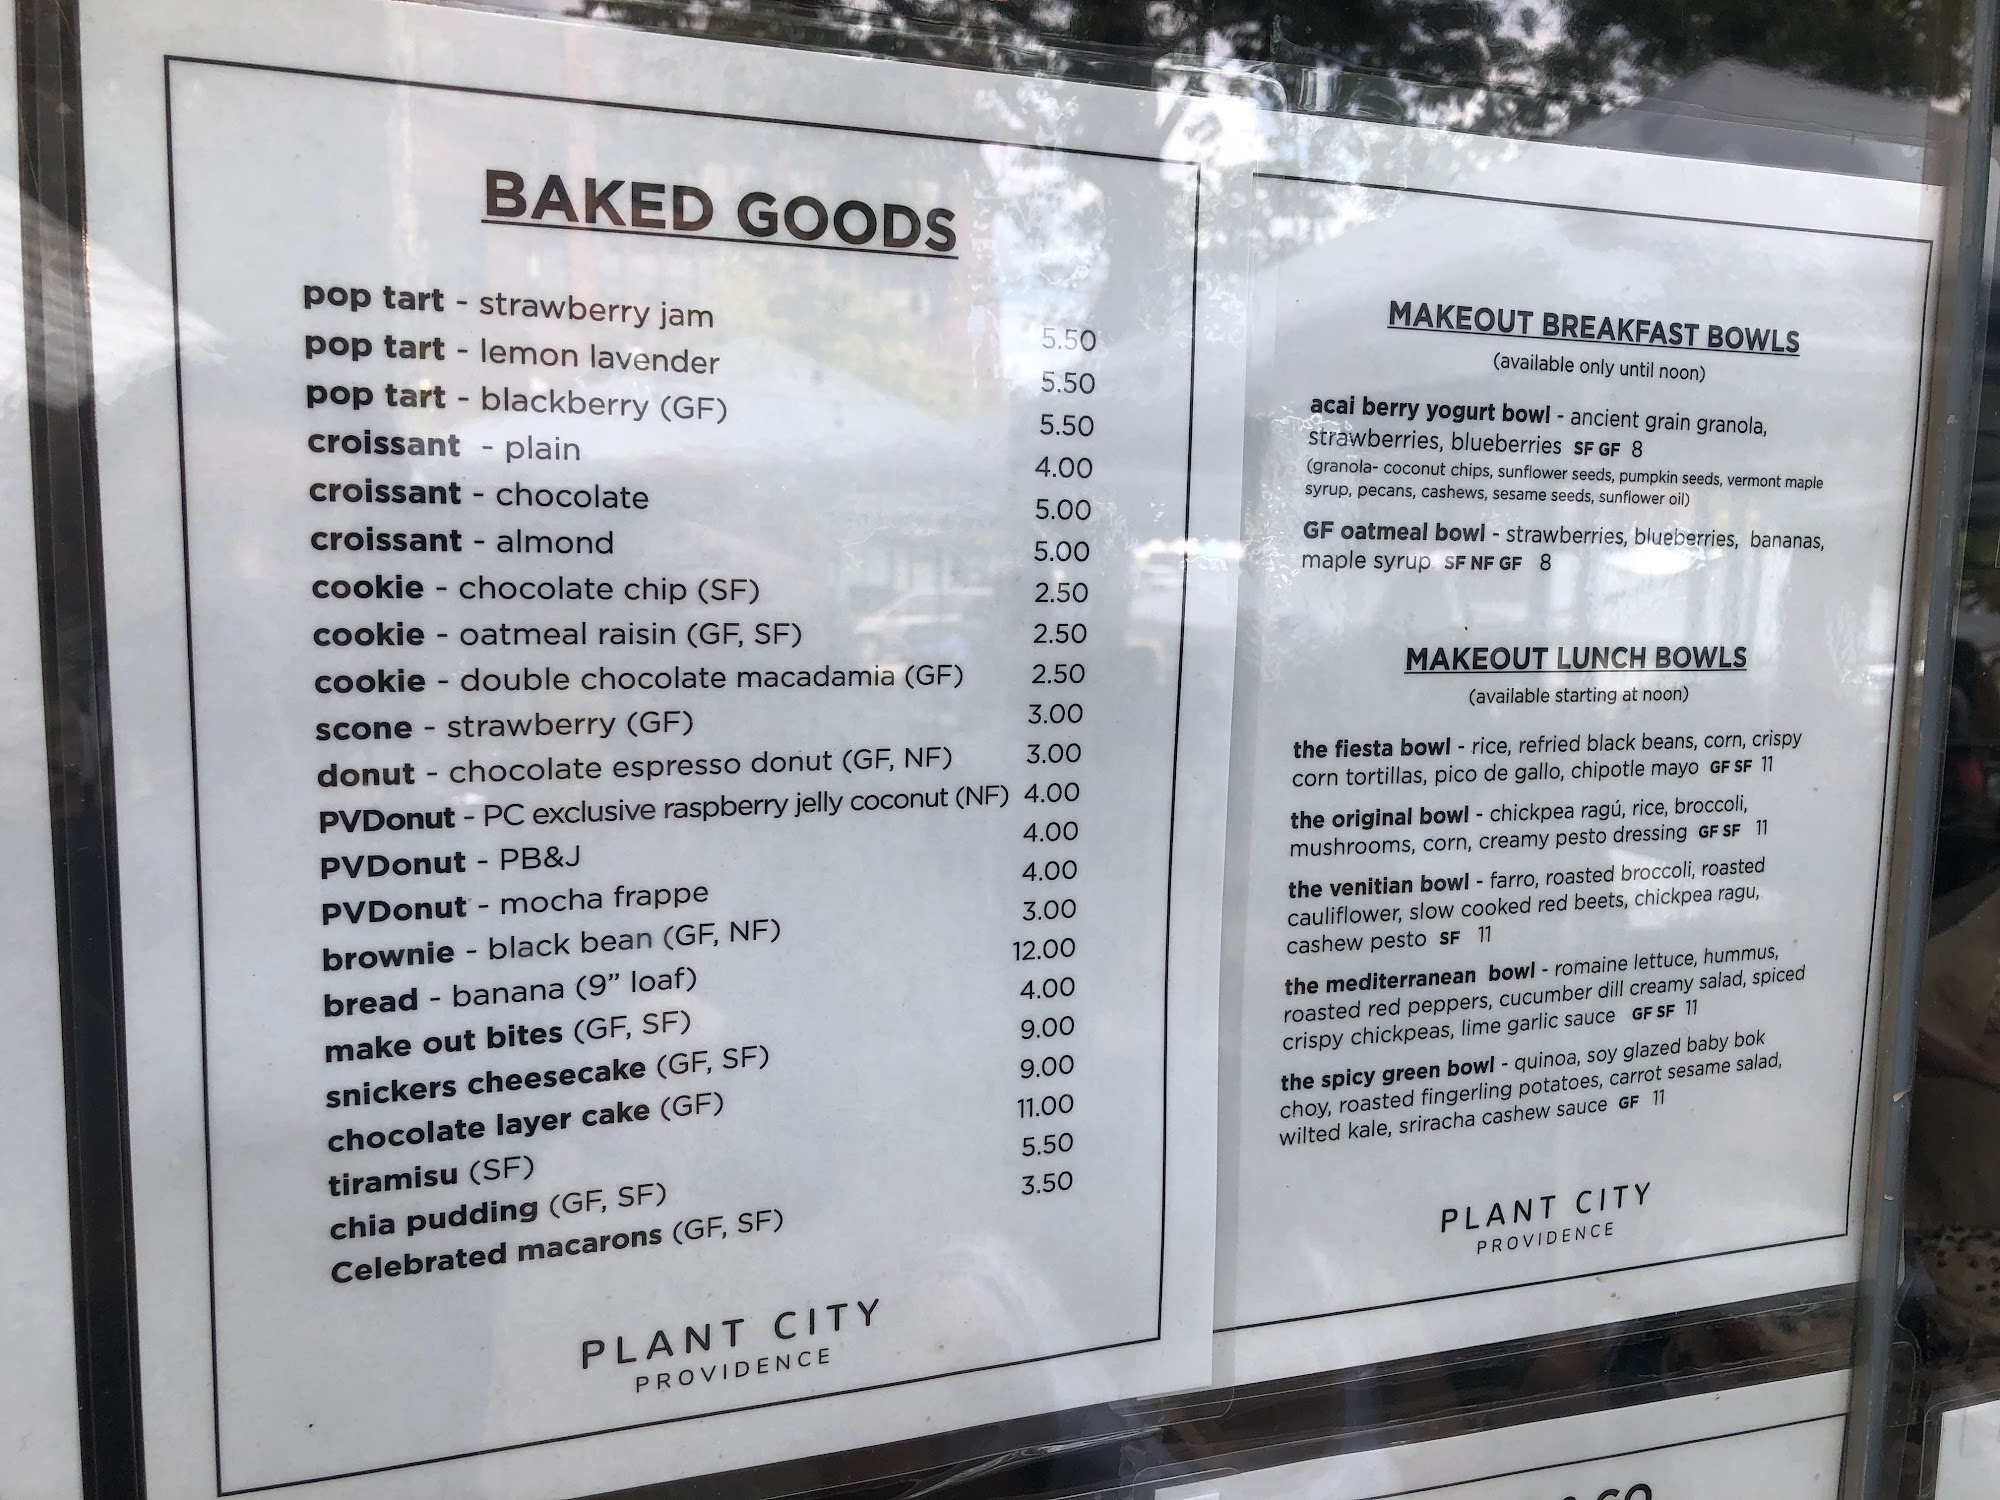 BAKED GOODS
pop tart - strawberry jam 5.50
pop tart - lemon lavender 5.50
pop tart - blackberry (GF) 5.50
croissant - plain 4.00
croissant - chocolate 5.00
croissant - almond 5.00
cookie - chocolate chip (SF) 2.50
cookie - oatmeal raisin (GF, SF) 2.50
cookie - double chocolate macadamia (GF) 2.50
scone - strawberry (GF) 3.00
donut - chocolate espresso donut (GF, NF) 3.00
PVDonut - PC exclusive raspberry jelly coconut (NF) 4.00
PVDonut - PB&J 4.00
PVDonut - mocha frappe 4.00
brownie - black bean (GF, NF) 3.00
bread - banana (9" loaf) 12.00
make out bites (GF, SF) 4.00
snickers cheesecake (GF, SF) 9.00
chocolate layer cake (GF) 9.00
tiramisu (SF) 11.00
chia pudding (GF, SF) 5.50
Celebrated macarons (GF, SF) 3.50
PLANT CITY
PROVIDENCE
MAKEOUT BREAKFAST BOWLS
(available only until noon)
acai berry yogurt bowl - ancient grain granola,
strawberries, blueberries SF GF 8
(granola- coconut chips, sunflower seeds, pumpkin seeds, vermont maple
syrup, pecans, cashews, sesame seeds, sunflower oil)
GF oatmeal bowl - strawberries, blueberries, bananas,
maple syrup SF NF GF 8
MAKEOUT LUNCH BOWLS
(available starting at noon)
the fiesta bowl - rice, refried black beans, corn, crispy
corn tortillas, pico de gallo, chipotle mayo GF SF 11
the original bowl - chickpea ragú, rice, broccoli,
mushrooms, corn, creamy pesto dressing GF SF 11
the venitian bowl - farro, roasted broccoli, roasted
cauliflower, slow cooked red beets, chickpea ragu,
cashew pesto SF 11
the mediterranean bowl - romaine lettuce, hummus,
roasted red peppers, cucumber dill creamy salad, spiced
crispy chickpeas, lime garlic sauce GF SF 11
the spicy green bowl - quinoa, soy glazed baby bok
choy, roasted fingerling potatoes, carrot sesame salad,
wilted kale, sriracha cashew sauce GF 11
PLANT CITY
PROVIDENCE